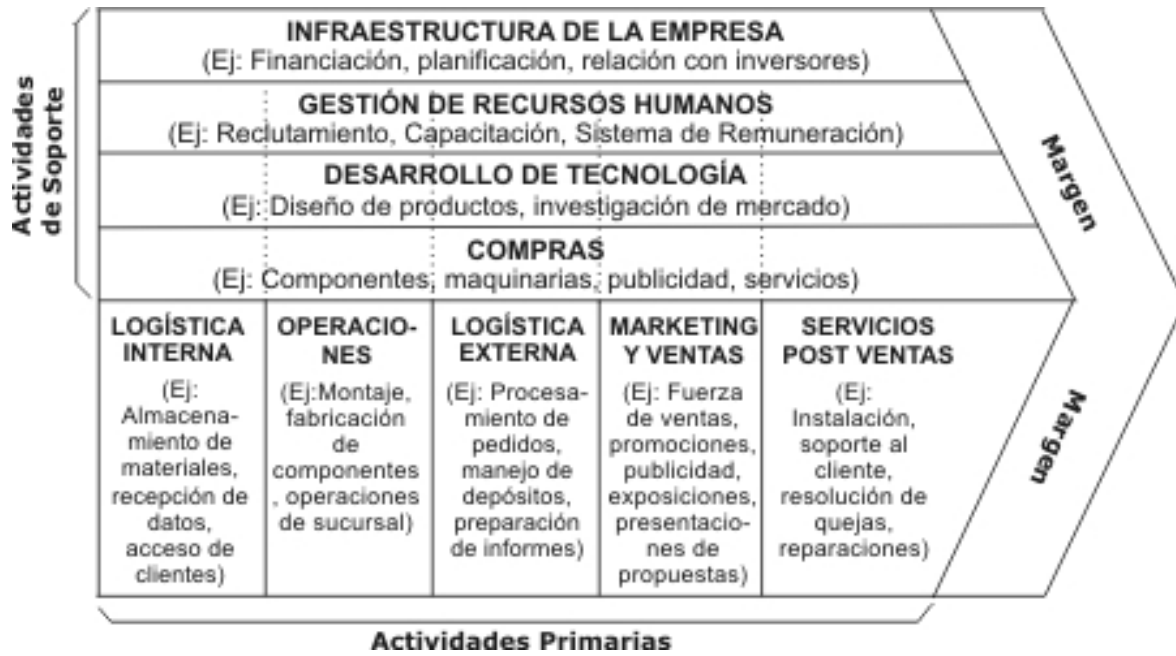 Actividades
de Soporte
INFRAESTRUCTURA DE LA EMPRESA
(Ej: Financiación, planificación, relación con inversores)
GESTIÓN DE RECURSOS HUMANOS
(Ej: Reclutamiento, Capacitación, Sistema de Remuneración)
DESARROLLO DE TECNOLOGÍA
(Ej: Diseño de productos, investigación de mercado)
COMPRAS
(Ej: Componentes, maquinarias, publicidad, servicios)
Margen
LOGÍSTICA
INTERNA
(Ej:
Almacena-
miento de
materiales,
recepción de
datos,
acceso de
clientes)
OPERACIO-
NES
(Ej:Montaje,
fabricación
de
componentes
, operaciones
de sucursal)
LOGÍSTICA
EXTERNA
(Ej: Procesa-
miento de
pedidos,
manejo de
depósitos,
preparación
de informes)
MARKETING
Y VENTAS
(Ej: Fuerza
de ventas,
promociones,
publicidad,
exposiciones,
presentacio-
nes de
propuestas)
SERVICIOS
POST VENTAS
(Ej:
Instalación,
soporte al
cliente,
resolución de
quejas,
reparaciones)
Margen
Actividades Primarias